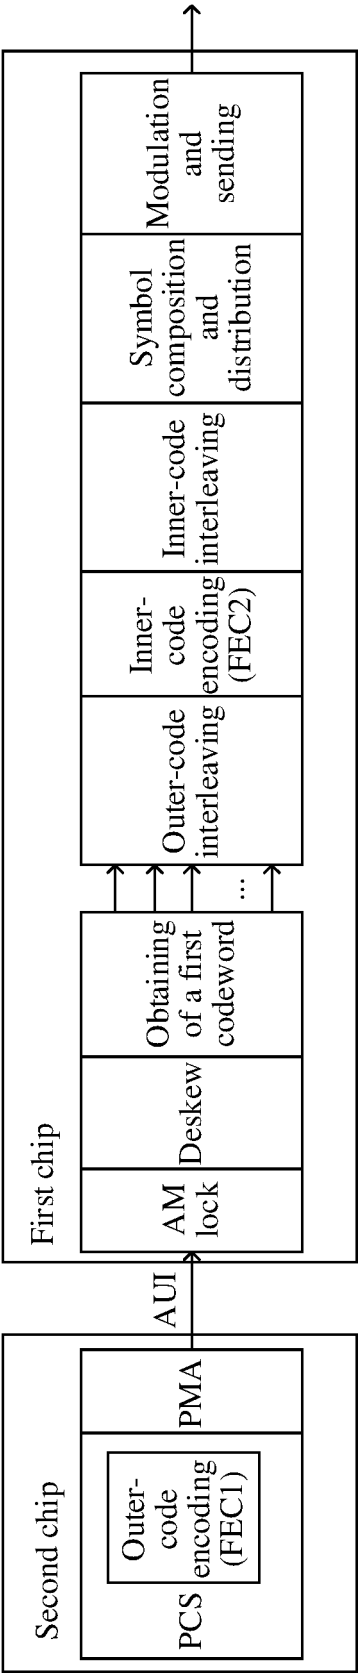 Second chip
PCS
Outer-
code
encoding
(FEC1)
PMA
AUI
First chip
AM
lock
Deskew
Obtaining
of a first
codeword
...
Outer-code
interleaving
Inner-
code
encoding
(FEC2)
Inner-code
interleaving
Symbol
composition
and
distribution
Modulation
and
sending